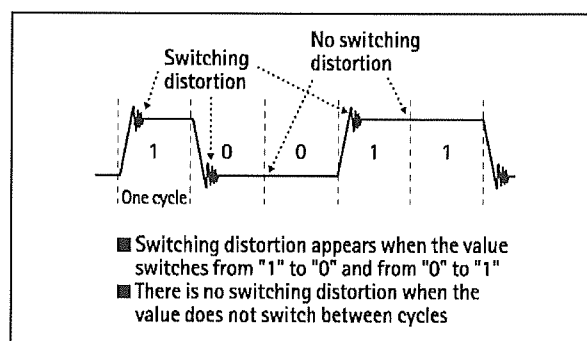 No switching
distortion
Switching
distortion
1 0 0 1 1
One cycle
■ Switching distortion appears when the value
switches from "1" to "0" and from "0" to "1"
■ There is no switching distortion when the
value does not switch between cycles